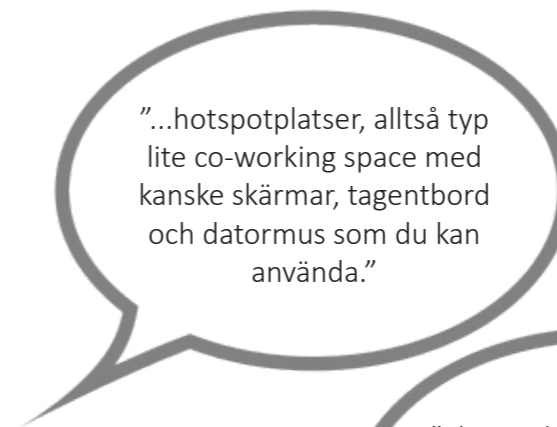 ”...hotspotplatser, alltså typ
lite co-working space med
kanske skärmar, tagentbord
och datormus som du kan
använda.”